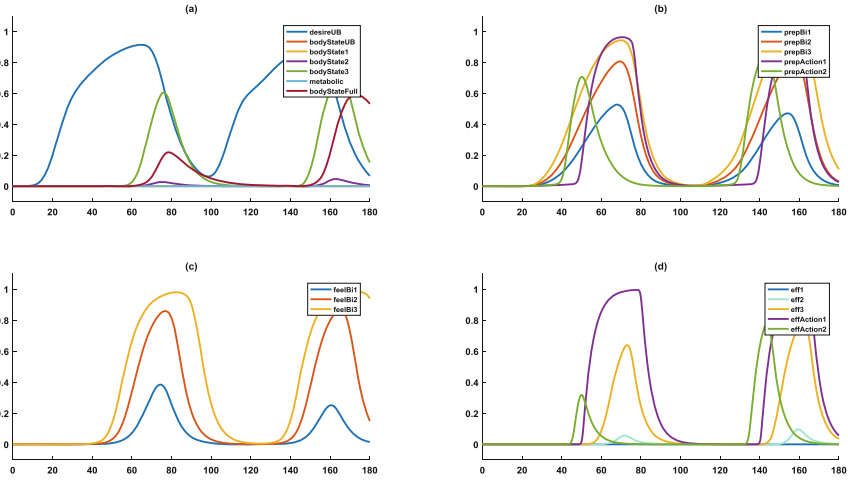 (a)
1
0.8
0.6
0.4
0.2
0
0 20 40 60 80 100 120 140 160 180
desireUB
bodyStateUB
bodyState1
bodyState2
bodyState3
metabolic
bodyStateFull
(b)
1
0.8
0.6
0.4
0.2
0
0 20 40 60 80 100 120 140 160 180
prepBi1
prepBi2
prepBi3
prepAction1
prepAction2
(c)
1
0.8
0.6
0.4
0.2
0
0 20 40 60 80 100 120 140 160 180
feelBi1
feelBi2
feelBi3
(d)
1
0.8
0.6
0.4
0.2
0
0 20 40 60 80 100 120 140 160 180
eff1
eff2
eff3
effAction1
effAction2